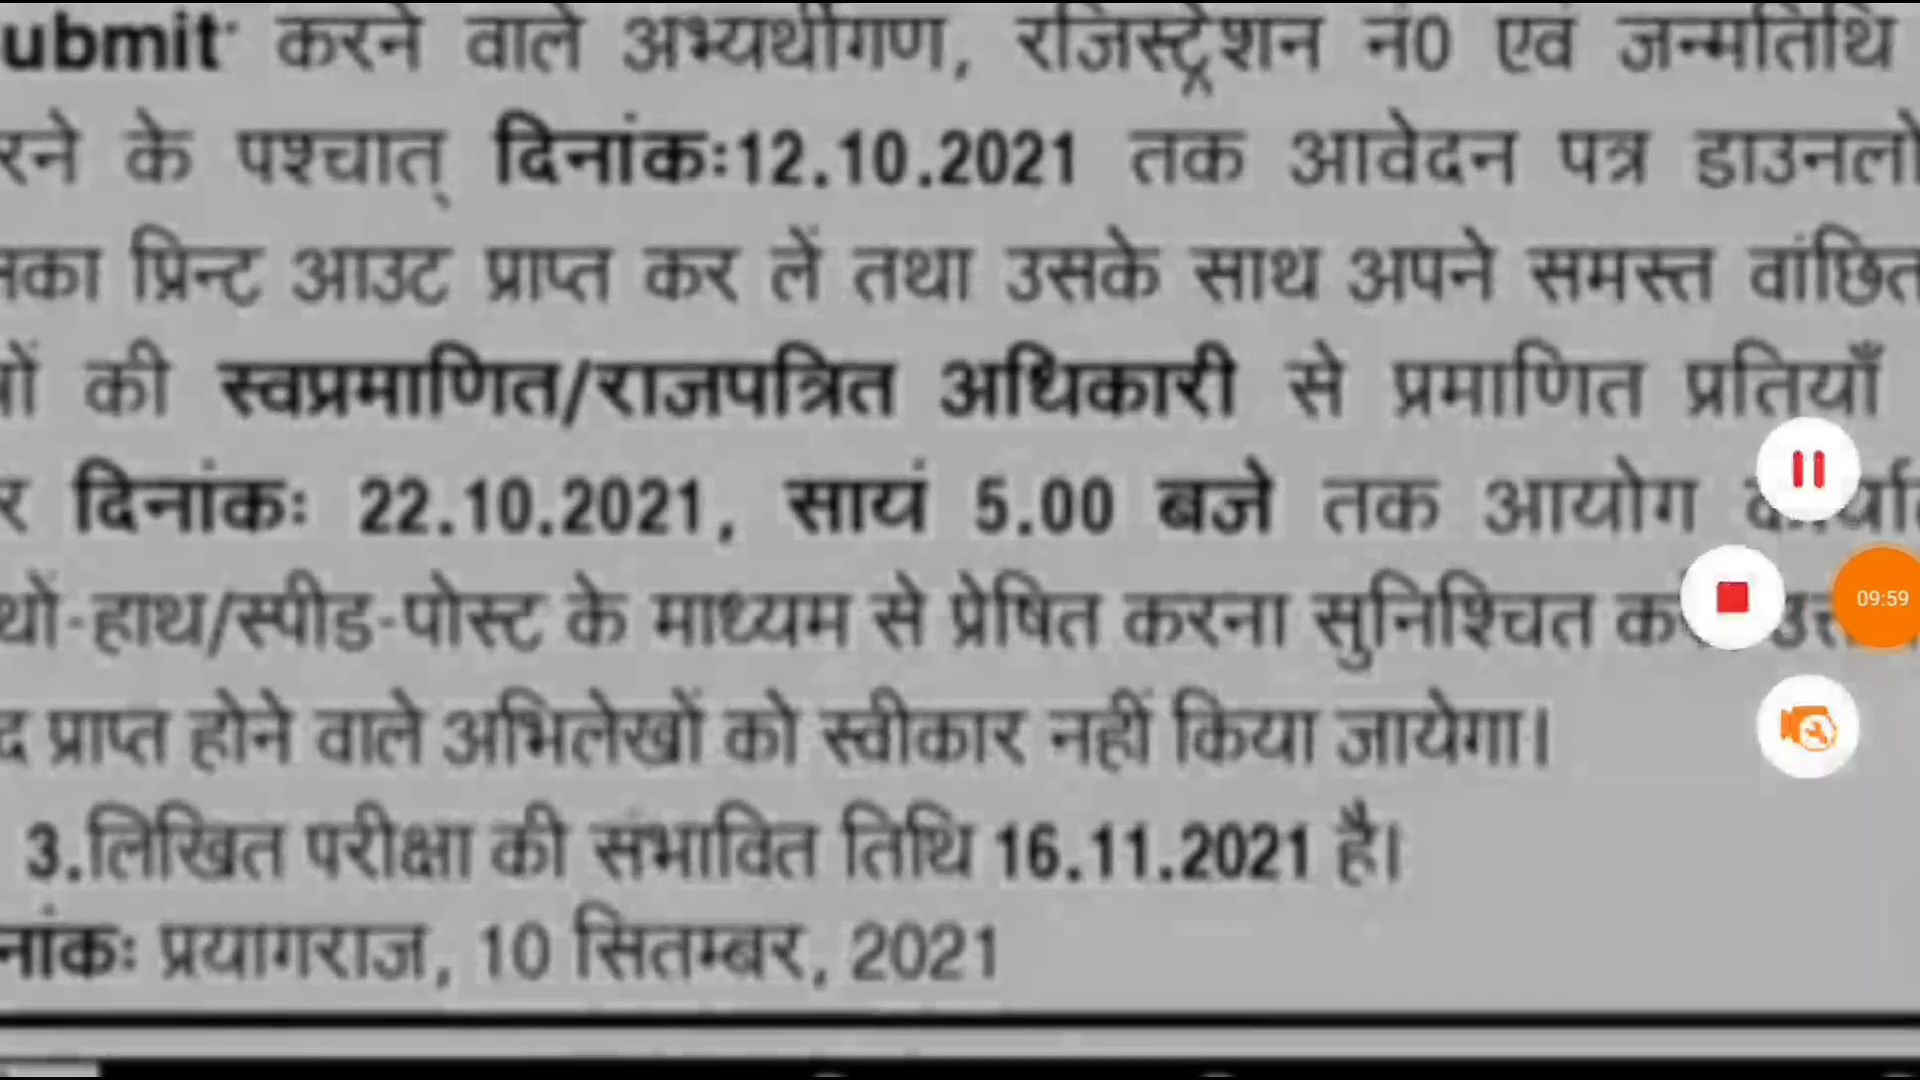 ubmit' करने वाले अभ्यर्थीगण, रजिस्ट्रेशन नं0 एवं जन्मतिथि
रने के पश्चात् दिनांकः12.10.2021 तक आवेदन पत्र डाउनलो
का प्रिन्ट आउट प्राप्त कर लें तथा उसके साथ अपने समस्त वांछित
ों की स्वप्रमाणित/राजपत्रित अधिकारी से प्रमाणित प्रतियाँ
र दिनांकः 22.10.2021, सायं 5.00 बजे तक आयोग
थों-हाथ/स्पीड-पोस्ट के माध्यम से प्रेषित करना सुनिश्चित
09:59
द प्राप्त होने वाले अभिलेखों को स्वीकार नहीं किया जायेगा।
3.लिखित परीक्षा की संभावित तिथि 16.11.2021 है।
नांकः प्रयागराज, 10 सितम्बर, 2021